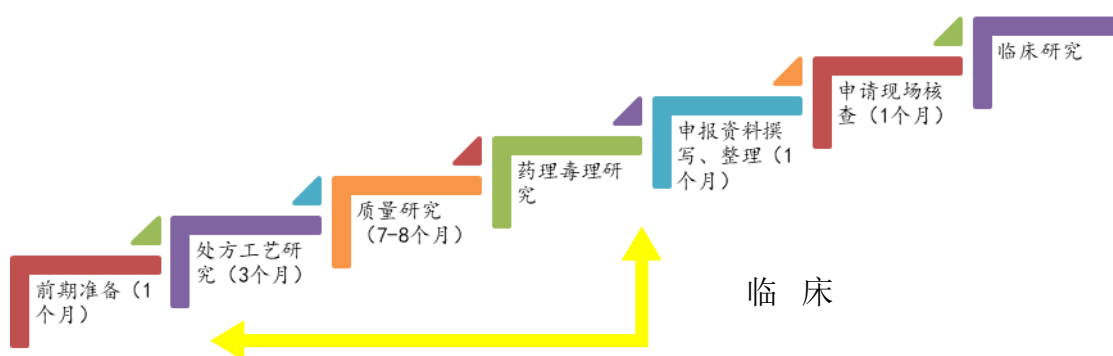 前期准备（1
个月）
处方工艺研
究（3个月）
质量研究
（7-8个月）
药理毒理研
究
申报资料撰
写、整理（1
个月）
申请现场核
查（1个月）
临床研究
临 床